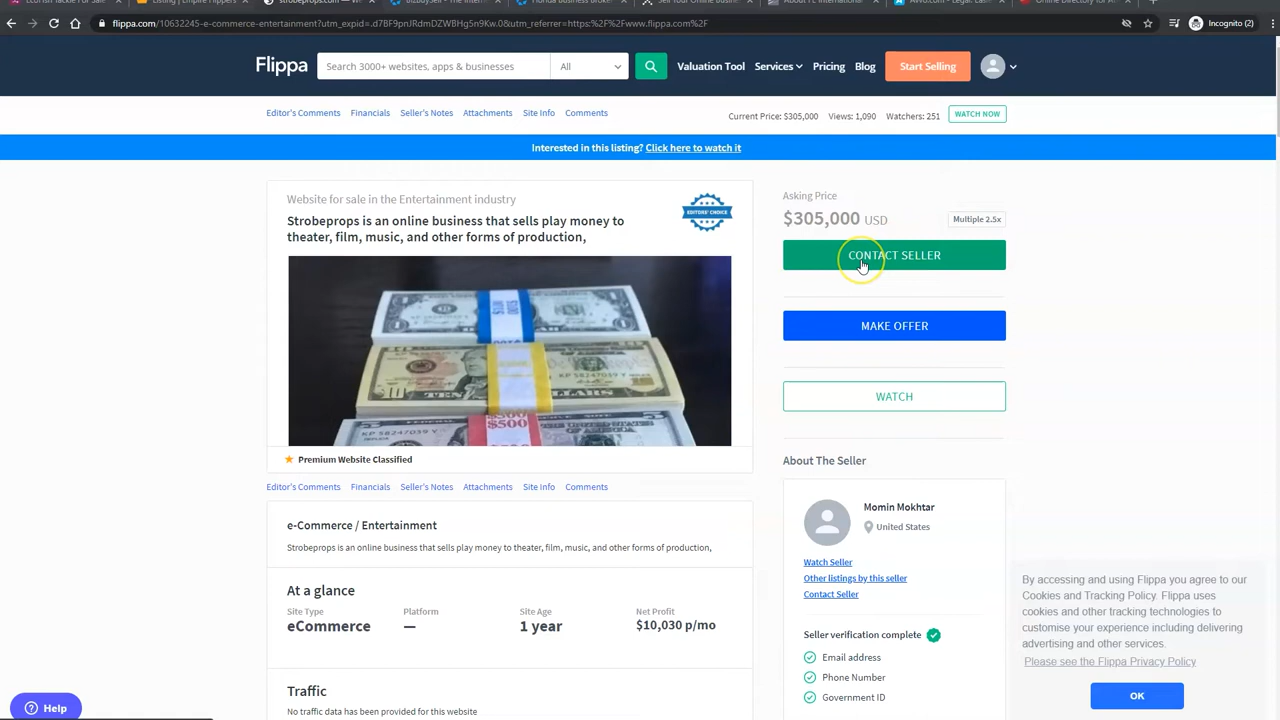 Listing | Empire Flippers
flippa.com/10632245-e-commerce-entertainment?utm_expid=.d7BF9pnJRdmDZWBHg5n9Kw.0&utm_referrer=https%3A%2F%2Fwww.flippa.com%2F
Incognito (2)
Flippa
Search 3000+ websites, apps & businesses
All
Valuation Tool
Services
Pricing
Blog
Start Selling
Editor's Comments Financials Seller's Notes Attachments Site Info Comments
Current Price: $305,000 Views: 1,090 Watchers: 251 WATCH NOW
Interested in this listing? Click here to watch it
Website for sale in the Entertainment industry
Strobeprops is an online business that sells play money to
theater, film, music, and other forms of production,
EDITORS' CHOICE
Asking Price
$305,000 USD
Multiple 2.5x
CONTACT SELLER
MAKE OFFER
WATCH
KP 58247039 Y
$500
Premium Website Classified
Editor's Comments Financials Seller's Notes Attachments Site Info Comments
e-Commerce / Entertainment
Strobeprops is an online business that sells play money to theater, film, music, and other forms of production,
At a glance
Site Type Platform Site Age Net Profit
eCommerce — 1 year $10,030 p/mo
Traffic
No traffic data has been provided for this website
About The Seller
Momin Mokhtar
United States
Watch Seller
Other listings by this seller
Contact Seller
Seller verification complete
Email address
Phone Number
Government ID
By accessing and using Flippa you agree to our
Cookies and Tracking Policy. Flippa uses
cookies and other tracking technologies to
customise your experience including delivering
advertising and other services.
Please see the Flippa Privacy Policy
OK
Help